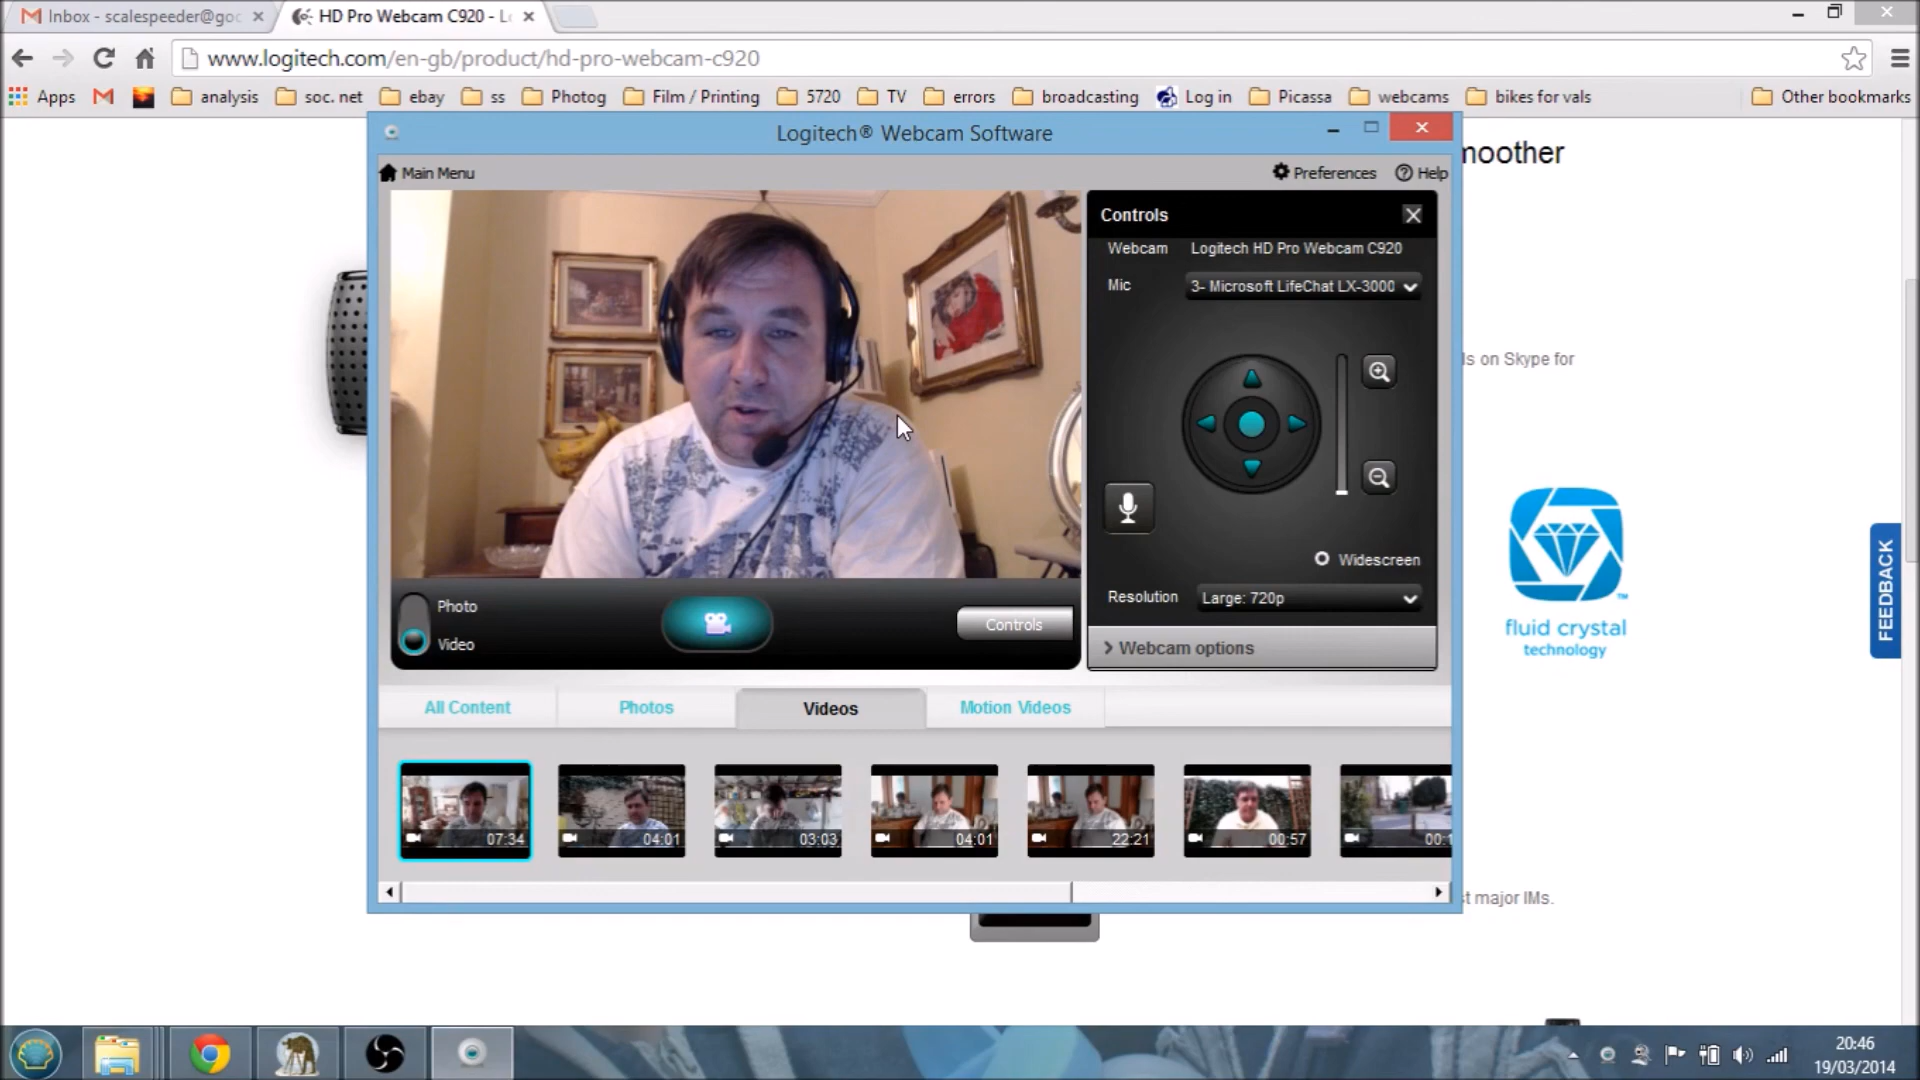 Inbox - scalespeeder@goo
HD Pro Webcam C920 - L
www.logitech.com/en-gb/product/hd-pro-webcam-c920
Apps analysis soc. net ebay ss Photog Film / Printing 5720 TV errors broadcasting Log in Picassa webcams bikes for vals Other bookmarks
Logitech® Webcam Software
moother
Main Menu Preferences Help
Controls
Webcam Logitech HD Pro Webcam C920
Mic 3- Microsoft LifeChat LX-3000
ls on Skype for
Widescreen
Resolution Large: 720p
Photo
Video
Controls
Webcam options
fluid crystal
technology
FEEDBACK
All Content Photos Videos Motion Videos
07:34 04:01 03:03 04:01 22:21 00:57 00:1
t major IMs.
20:46
19/03/2014